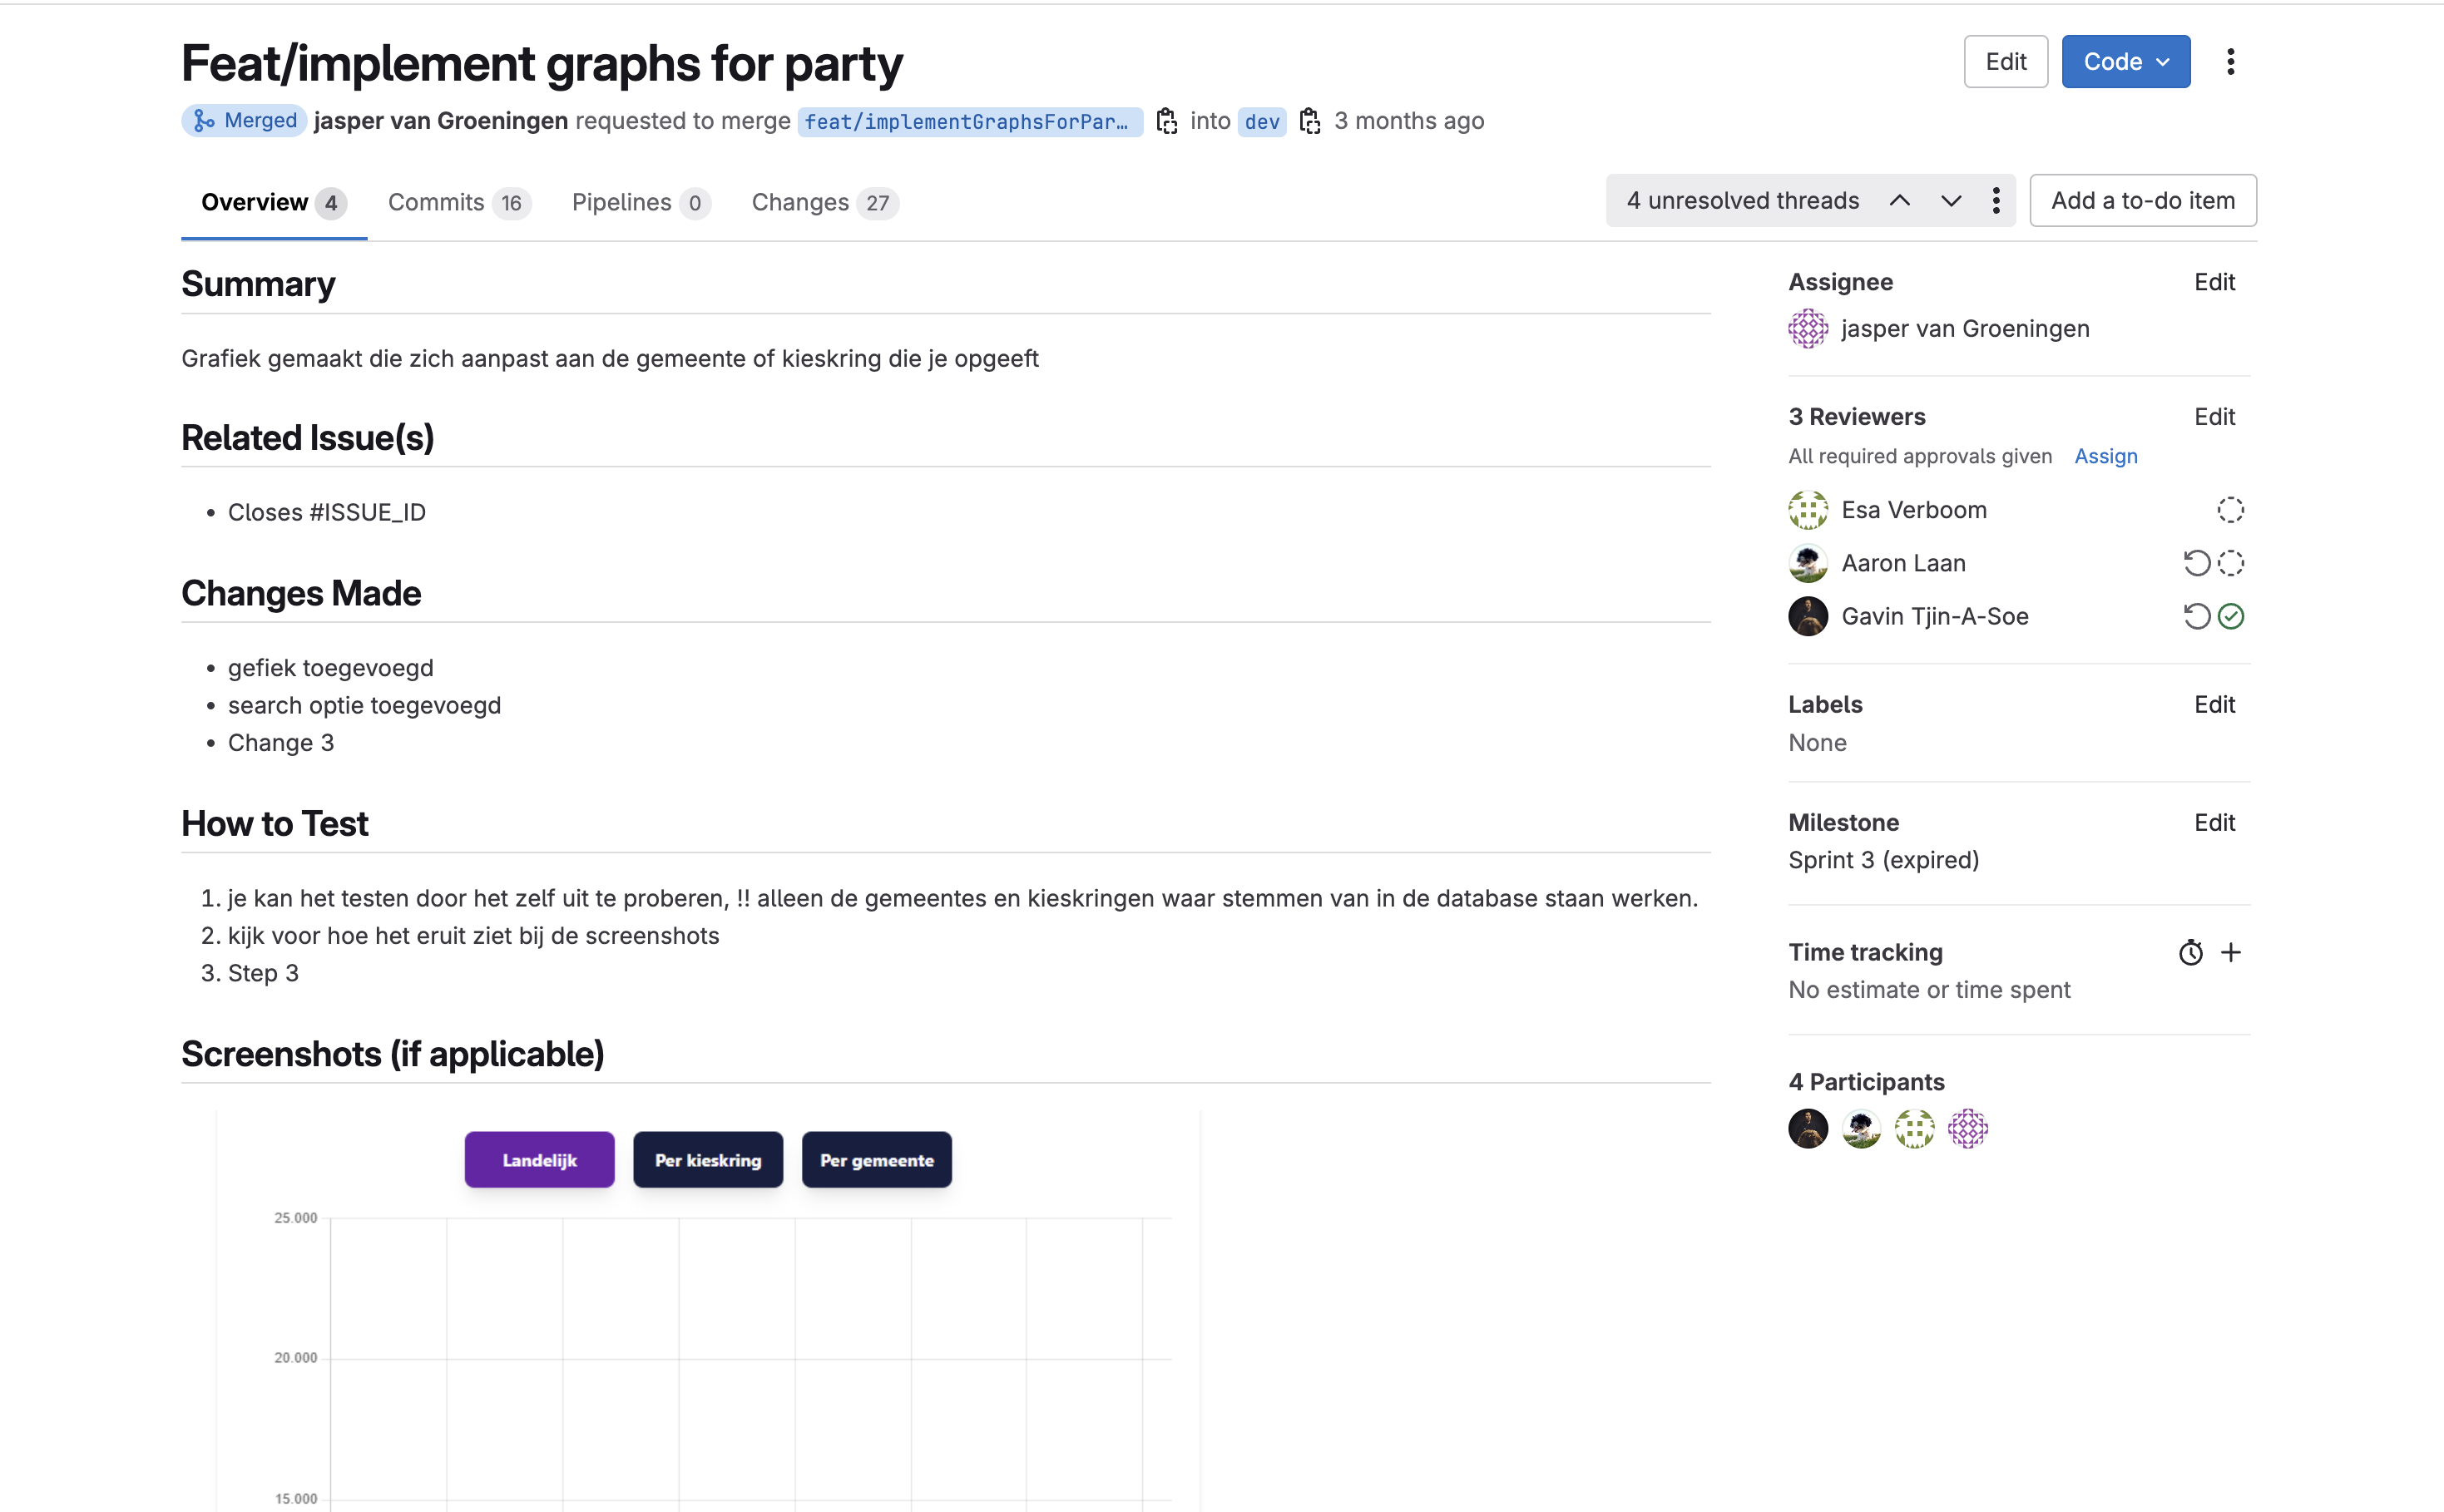 Feat/implement graphs for party
Edit
Code
Merged jasper van Groeningen requested to merge feat/implementGraphsForPar… into dev 3 months ago
Overview 4 Commits 16 Pipelines 0 Changes 27
4 unresolved threads
Add a to-do item
Summary
Grafiek gemaakt die zich aanpast aan de gemeente of kieskring die je opgeeft
Related Issue(s)
• Closes #ISSUE_ID
Changes Made
• gefiek toegevoegd
• search optie toegevoegd
• Change 3
How to Test
1. je kan het testen door het zelf uit te proberen, !! alleen de gemeentes en kieskringen waar stemmen van in de database staan werken.
2. kijk voor hoe het eruit ziet bij de screenshots
3. Step 3
Screenshots (if applicable)
Landelijk
Per kieskring
Per gemeente
25.000
20.000
15.000
Assignee Edit
jasper van Groeningen
3 Reviewers Edit
All required approvals given Assign
Esa Verboom
Aaron Laan
Gavin Tjin-A-Soe
Labels Edit
None
Milestone Edit
Sprint 3 (expired)
Time tracking
No estimate or time spent
4 Participants